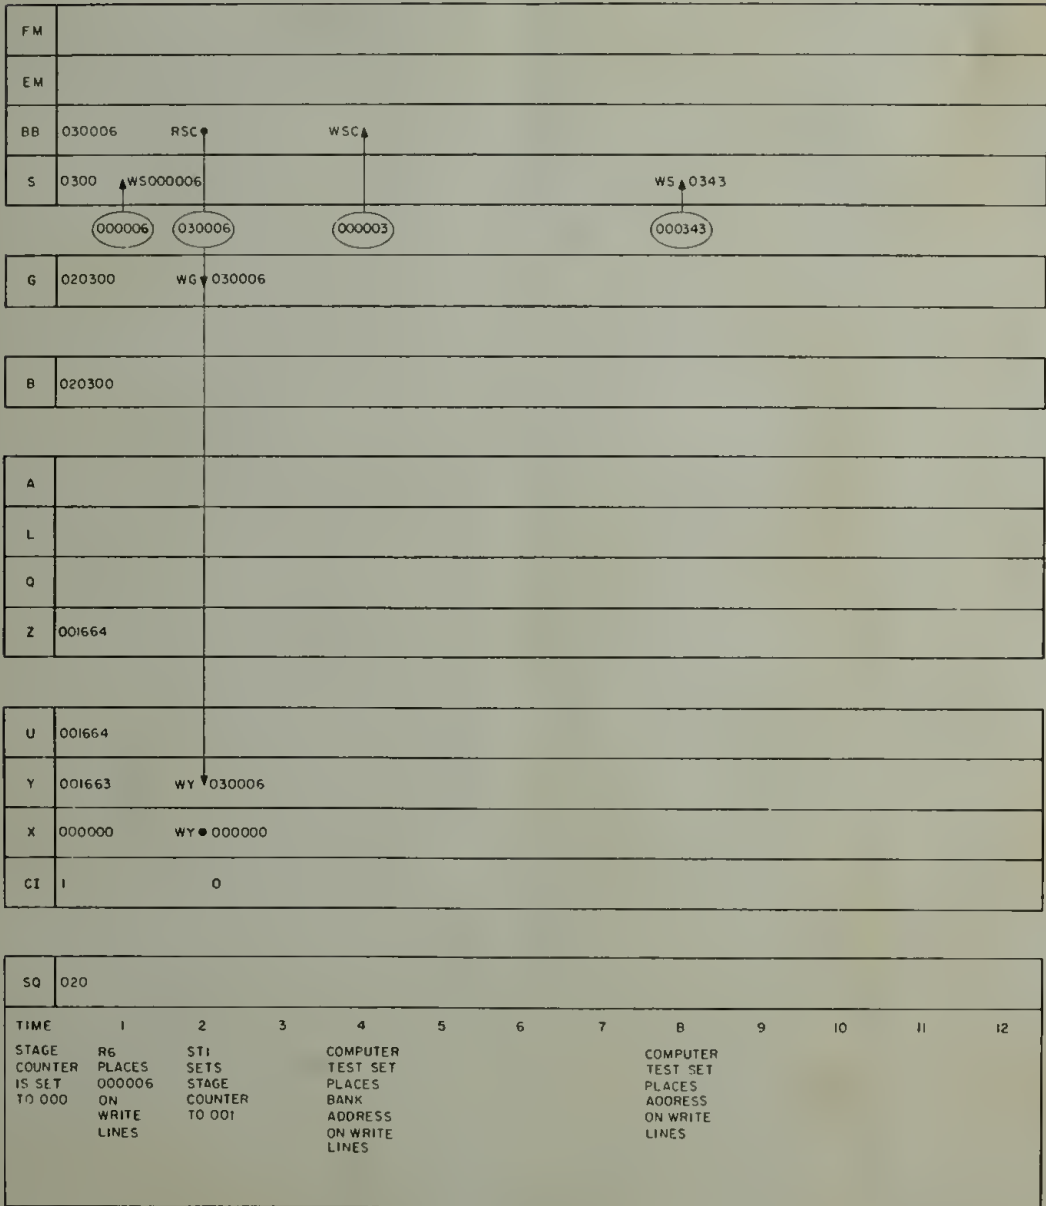 FM
EM
BB 030006 RSC WSC
S 0300 WS000006 WS 0343
000006 030006 000003 000343
G 020300 WG 030006
B 020300
A
L
Q
Z 001664
U 001664
Y 001663 WY 030006
X 000000 WY 000000
CI 1 0
SQ 020
TIME 1 2 3 4 5 6 7 8 9 10 11 12
STAGE
COUNTER
IS SET
TO 000
R6
PLACES
000006
ON
WRITE
LINES
ST1
SETS
STAGE
COUNTER
TO 001
COMPUTER
TEST SET
PLACES
BANK
ADDRESS
ON WRITE
LINES
COMPUTER
TEST SET
PLACES
ADDRESS
ON WRITE
LINES